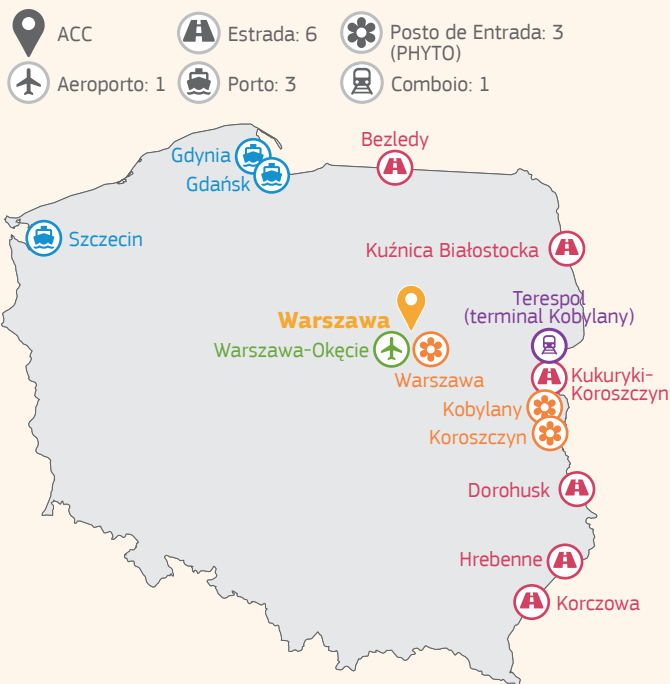 ACC
Estrada: 6
Posto de Entrada: 3
(PHYTO)
Aeroporto: 1
Porto: 3
Comboio: 1
Gdynia
Gdańsk
Bezledy
Szczecin
Kuźnica Białostocka
Terespol
(terminal Kobylany)
Warszawa
Warszawa-Okęcie
Warszawa
Kukuryki-
Koroszczyn
Kobylany
Koroszczyn
Dorohusk
Hrebenne
Korczowa